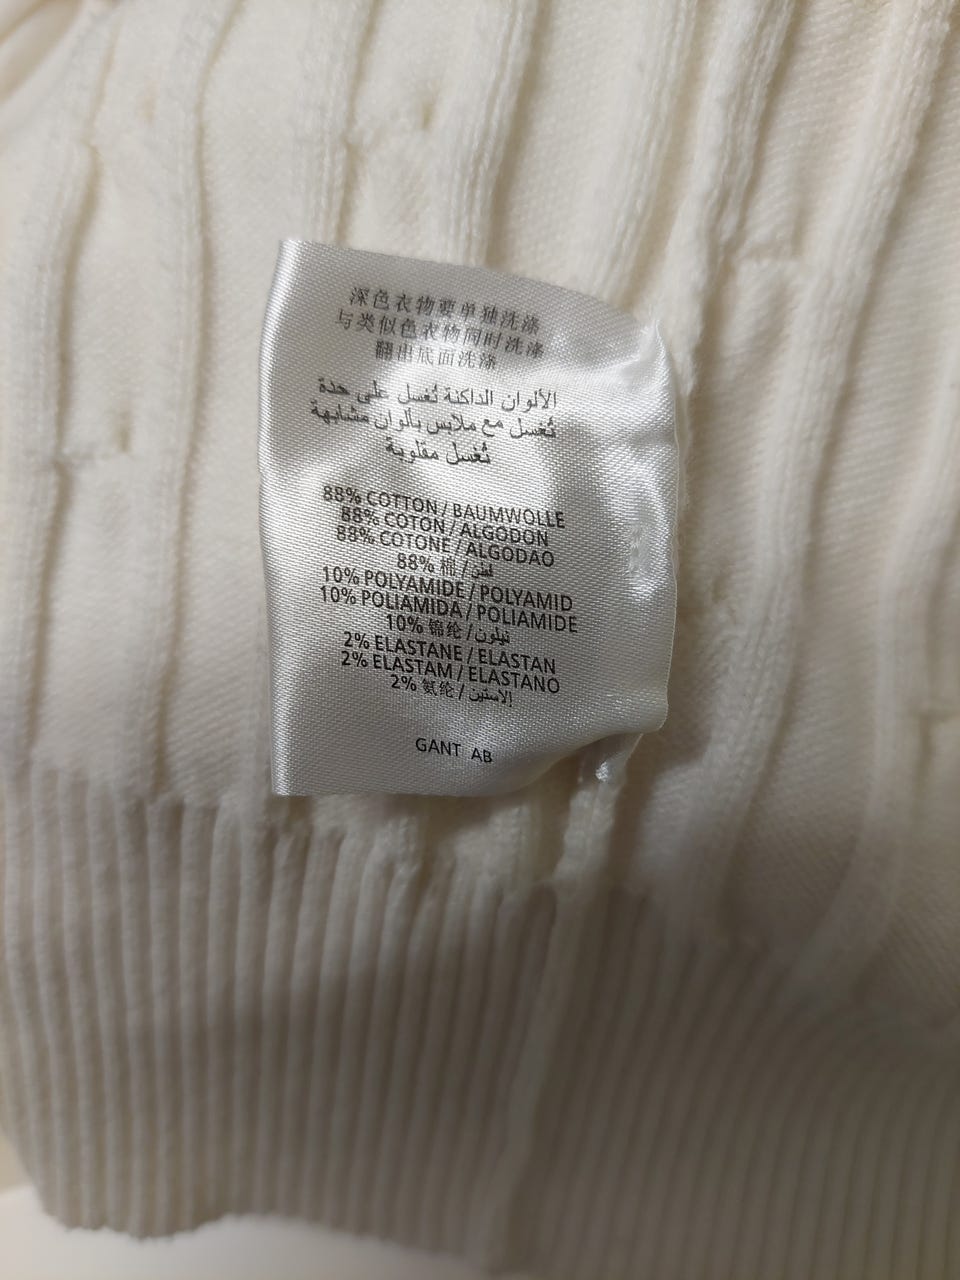 深色衣物要单独洗涤
与类似色衣物同时洗涤
翻出底面洗涤
الألوان الداكنة تُغسل على حدة
تُغسل مع ملابس بألوان مشابهة
تُغسل مقلوبة
88% COTTON / BAUMWOLLE
88% COTON / ALGODON
88% COTONE / ALGODAO
88% 棉 / قطن
10% POLYAMIDE / POLYAMID
10% POLIAMIDA / POLIAMIDE
10% 锦纶 / نيلون
2% ELASTANE / ELASTAN
2% ELASTAM / ELASTANO
2% 氨纶 / الاستين
GANT AB